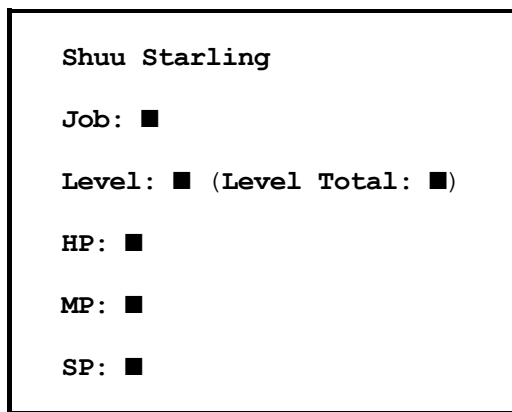 Shuu Starling
Job: ■
Level: ■ (Level Total: ■)
HP: ■
MP: ■
SP: ■